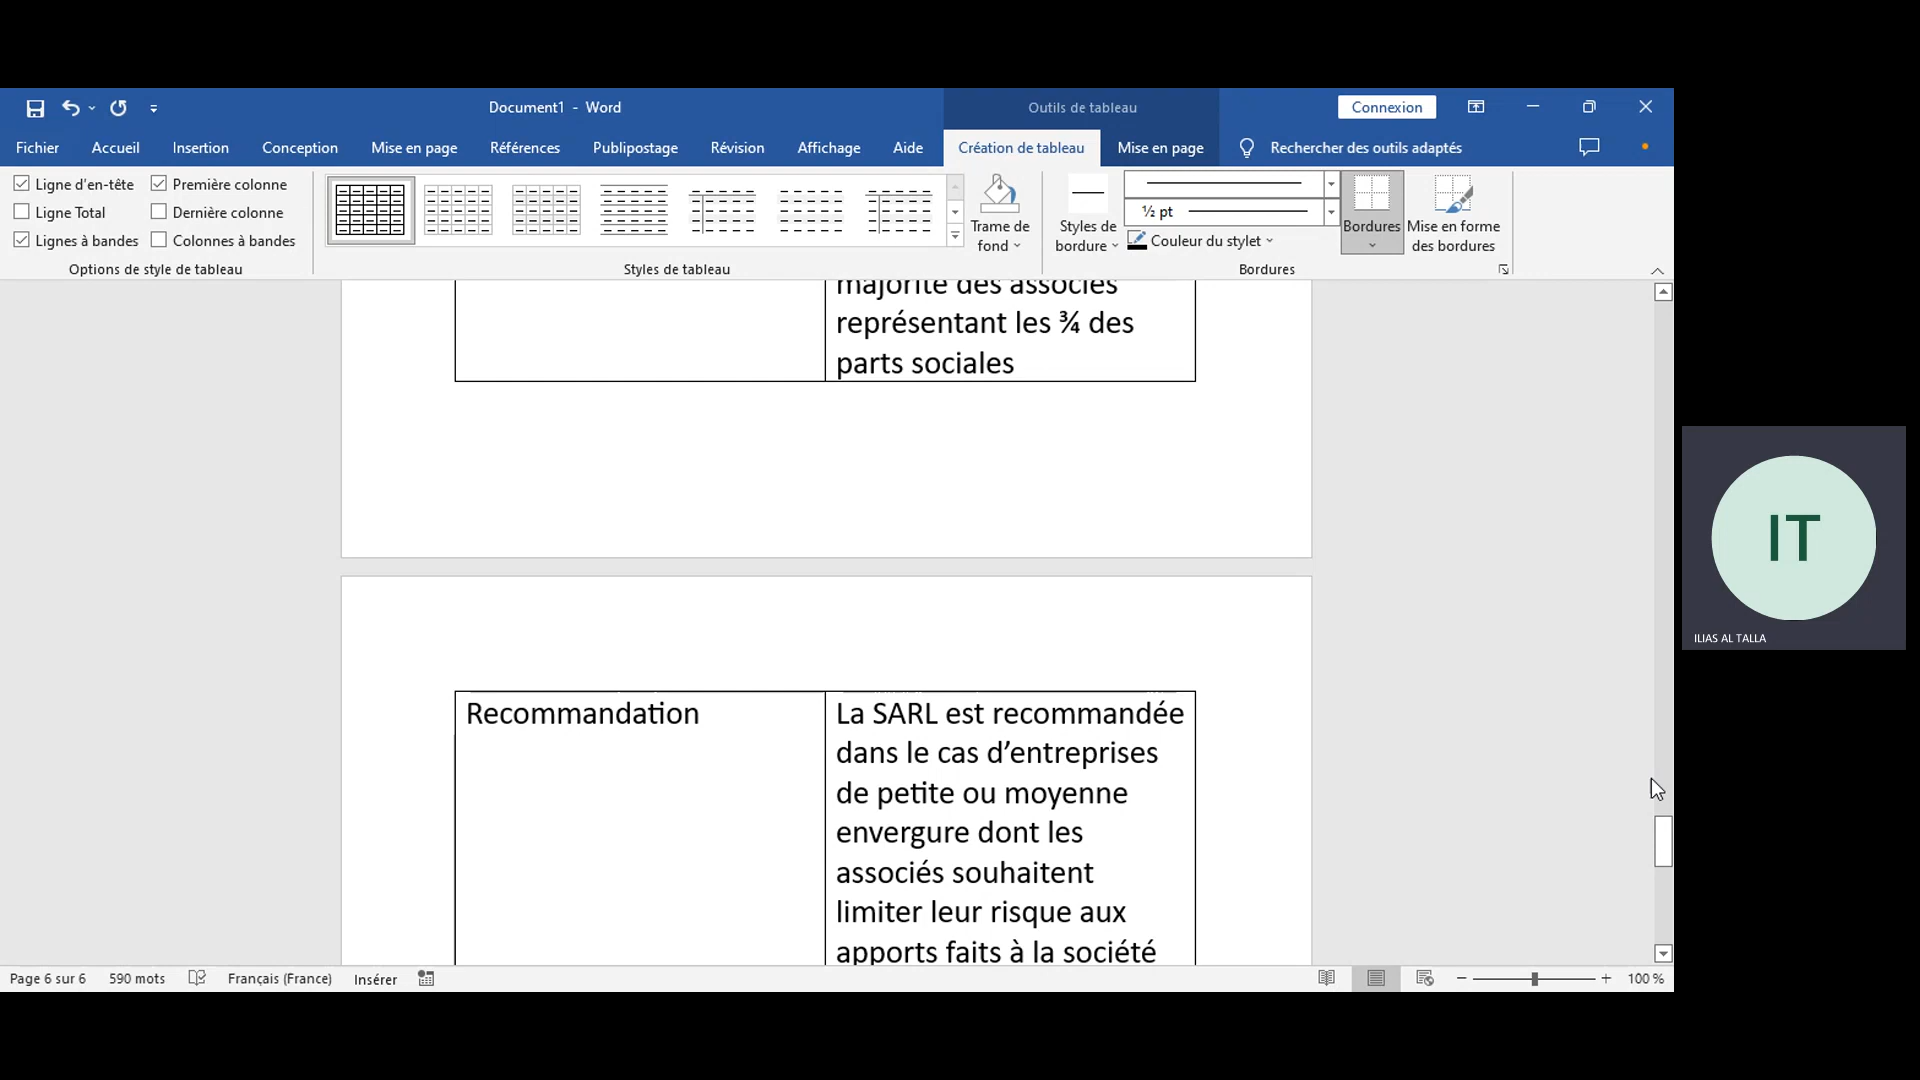 Document1 - Word
Outils de tableau
Connexion
Fichier
Accueil
Insertion
Conception
Mise en page
Références
Publipostage
Révision
Affichage
Aide
Création de tableau
Mise en page
Rechercher des outils adaptés
Ligne d'en-tête
Première colonne
Ligne Total
Dernière colonne
Lignes à bandes
Colonnes à bandes
Options de style de tableau
Styles de tableau
Trame de
fond
Styles de
bordure
½ pt
Couleur du stylet
Bordures
Mise en forme
des bordures
Bordures
majorité des associés
représentant les ¾ des
parts sociales
Recommandation
La SARL est recommandée
dans le cas d’entreprises
de petite ou moyenne
envergure dont les
associés souhaitent
limiter leur risque aux
apports faits à la société
IT
ILIAS AL TALLA
Page 6 sur 6
590 mots
Français (France)
Insérer
100 %